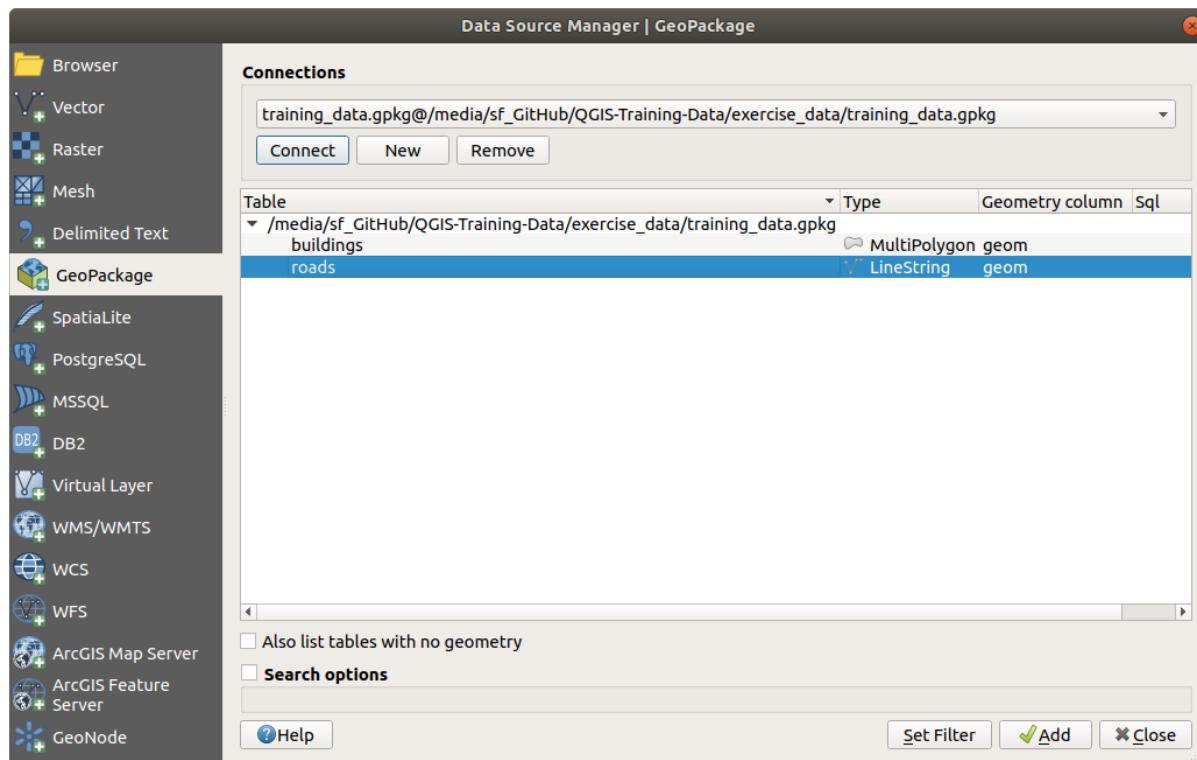 Data Source Manager | GeoPackage
Browser
Vector
Raster
Mesh
Delimited Text
GeoPackage
SpatiaLite
PostgreSQL
MSSQL
DB2 DB2
Virtual Layer
WMS/WMTS
WCS
WFS
ArcGIS Map Server
ArcGIS Feature
Server
GeoNode
Connections
training_data.gpkg@/media/sf_GitHub/QGIS-Training-Data/exercise_data/training_data.gpkg
Connect New Remove
Table Type Geometry column Sql
/media/sf_GitHub/QGIS-Training-Data/exercise_data/training_data.gpkg
buildings MultiPolygon geom
roads LineString geom
Also list tables with no geometry
Search options
Help Set Filter Add Close